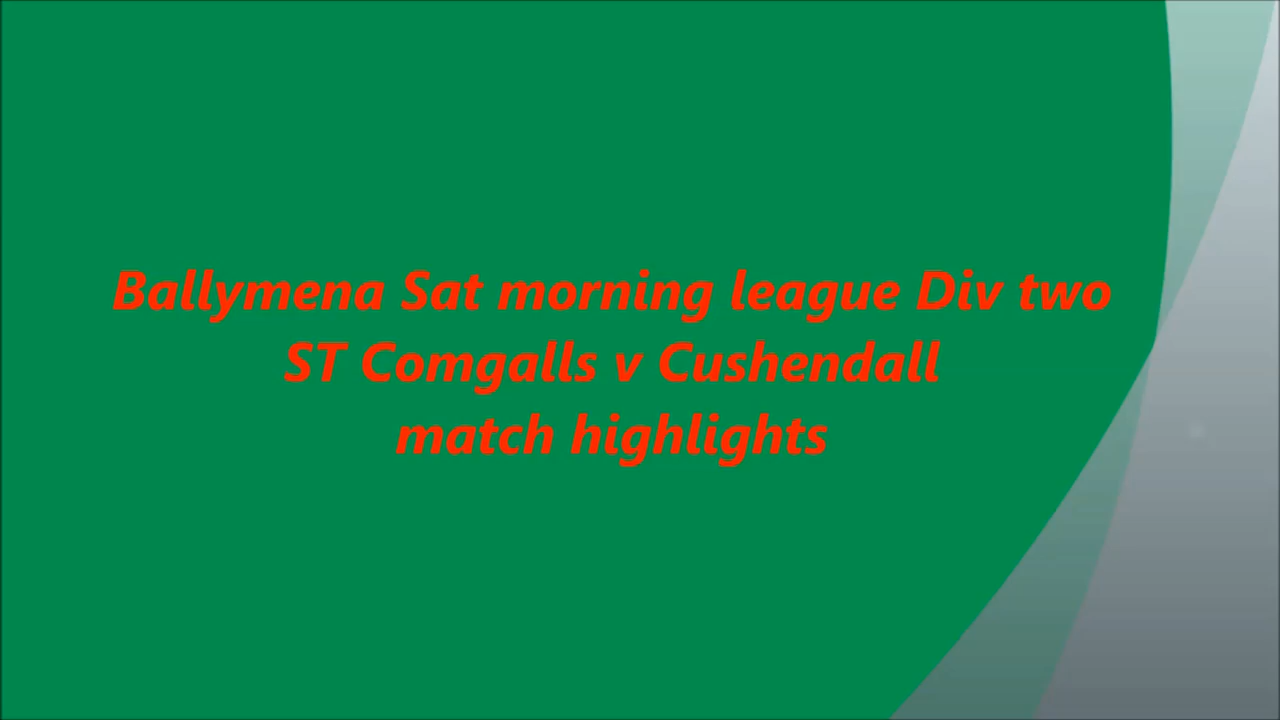 Ballymena Sat morning league Div two
ST Comgalls v Cushendall
match highlights